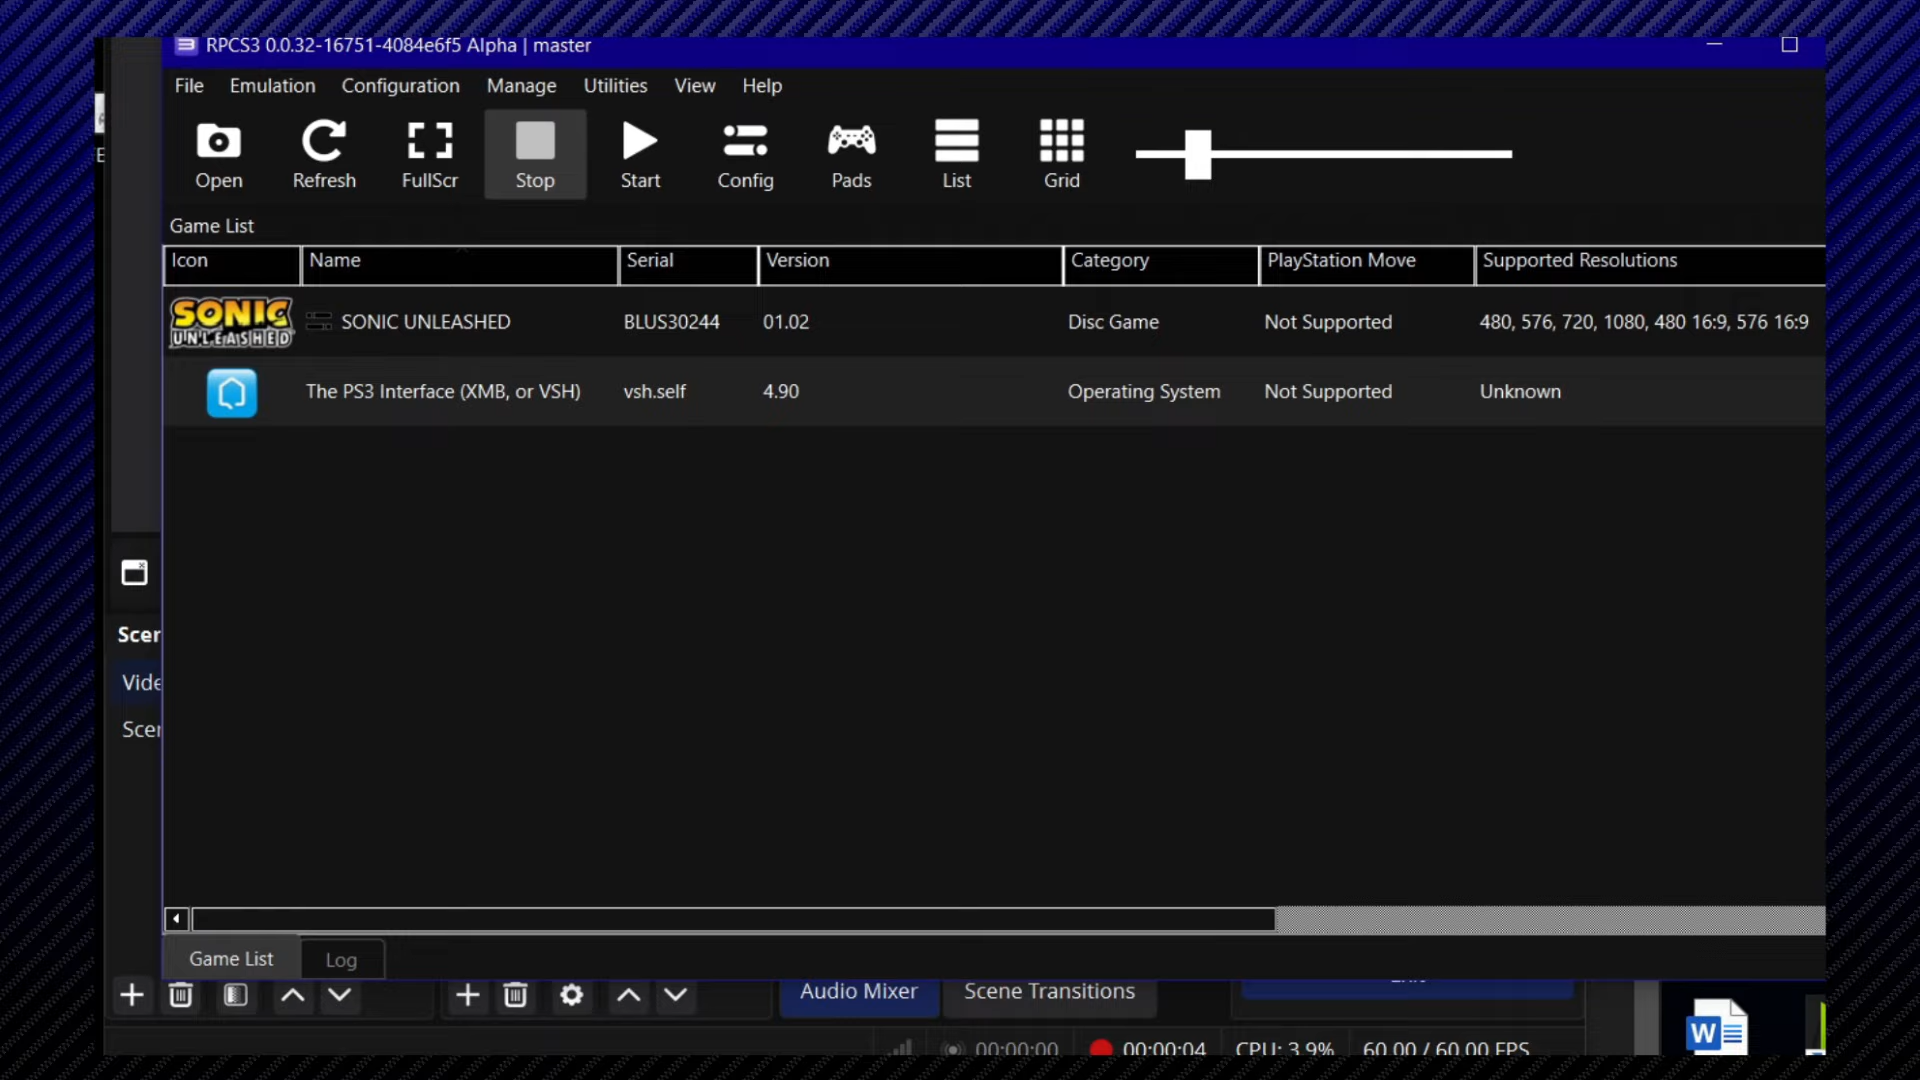 RPCS3 0.0.32-16751-4084e6f5 Alpha | master
File Emulation Configuration Manage Utilities View Help
Open Refresh FullScr Stop Start Config Pads List Grid
Game List
Icon Name Serial Version Category PlayStation Move Supported Resolutions
SONIC UNLEASHED SONIC UNLEASHED BLUS30244 01.02 Disc Game Not Supported 480, 576, 720, 1080, 480 16:9, 576 16:9
The PS3 Interface (XMB, or VSH) vsh.self 4.90 Operating System Not Supported Unknown
Scer
Vide
Scer
Game List Log
Audio Mixer Scene Transitions
00:00:00 00:00:04 CPU: 3.9% 60.00 / 60.00 FPS
W